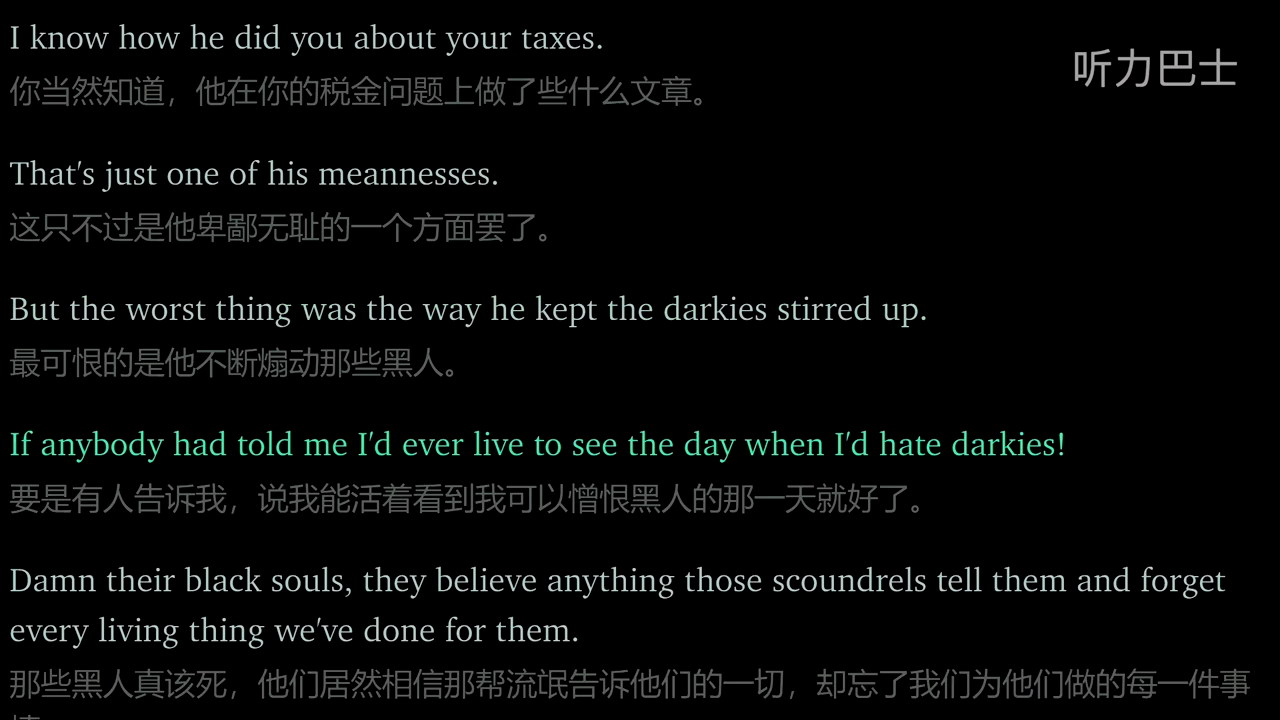 I know how he did you about your taxes.
听力巴士
你当然知道，他在你的税金问题上做了些什么文章。
That's just one of his meannesses.
这只不过是他卑鄙无耻的一个方面罢了。
But the worst thing was the way he kept the darkies stirred up.
最可恨的是他不断煽动那些黑人。
If anybody had told me I'd ever live to see the day when I'd hate darkies!
要是有人告诉我，说我能活着看到我可以憎恨黑人的那一天就好了。
Damn their black souls, they believe anything those scoundrels tell them and forget
every living thing we've done for them.
那些黑人真该死，他们居然相信那帮流氓告诉他们的一切，却忘了我们为他们做的每一件事